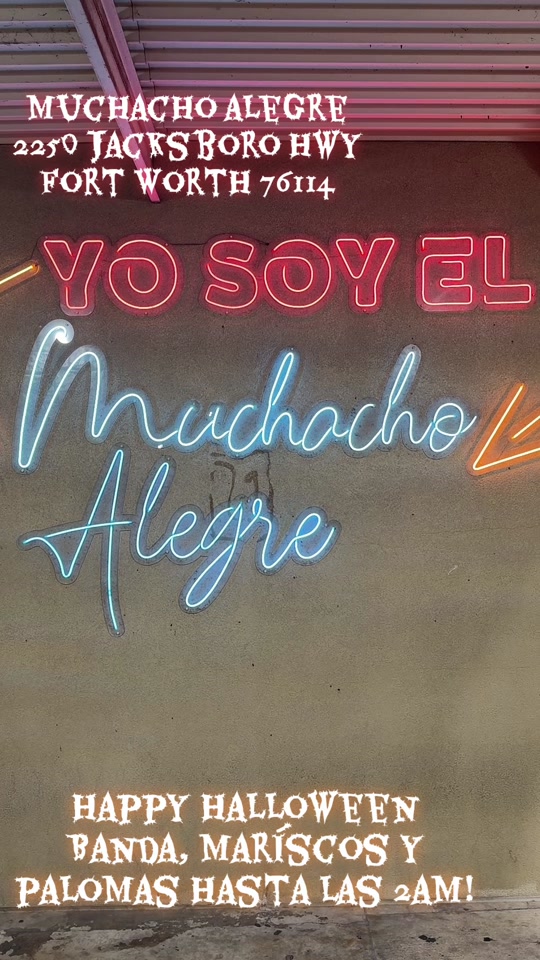 MUCHACHO ALEGRE
2250 JACKSBORO HWY
FORT WORTH 76114
YO SOY EL
Muchacho
Alegre
HAPPY HALLOWEEN
BANDA, MARÍSCOS Y
PALOMAS HASTA LAS 2AM!